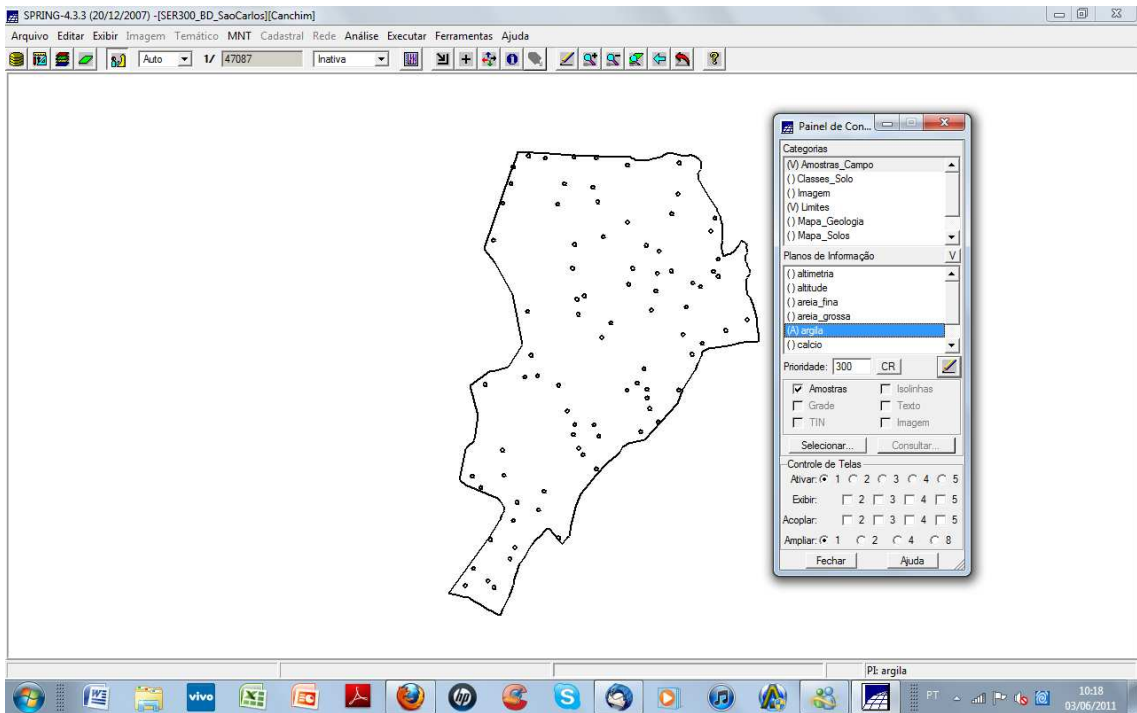 SPRING-4.3.3 (20/12/2007) -[SER300_BD_SaoCarlos][Canchim]
Arquivo Editar Exibir Imagem Temático MNT Cadastral Rede Análise Executar Ferramentas Ajuda
Auto 1/ 47087 Inativa
Painel de Con...
Categorias
(V) Amostras_Campo
( ) Classes_Solo
( ) Imagem
(V) Limites
( ) Mapa_Geologia
( ) Mapa_Solos
Planos de Informação V
( ) altimetria
( ) altitude
( ) areia_fina
( ) areia_grossa
(A) argila
( ) calcio
Prioridade: 300 CR
Amostras Isolinhas
Grade Texto
TIN Imagem
Selecionar... Consultar...
Controle de Telas
Ativar: 1 2 3 4 5
Exibir: 2 3 4 5
Acoplar: 2 3 4 5
Ampliar: 1 2 4 8
Fechar Ajuda
PI: argila
vivo hp PT 10:18
03/06/2011